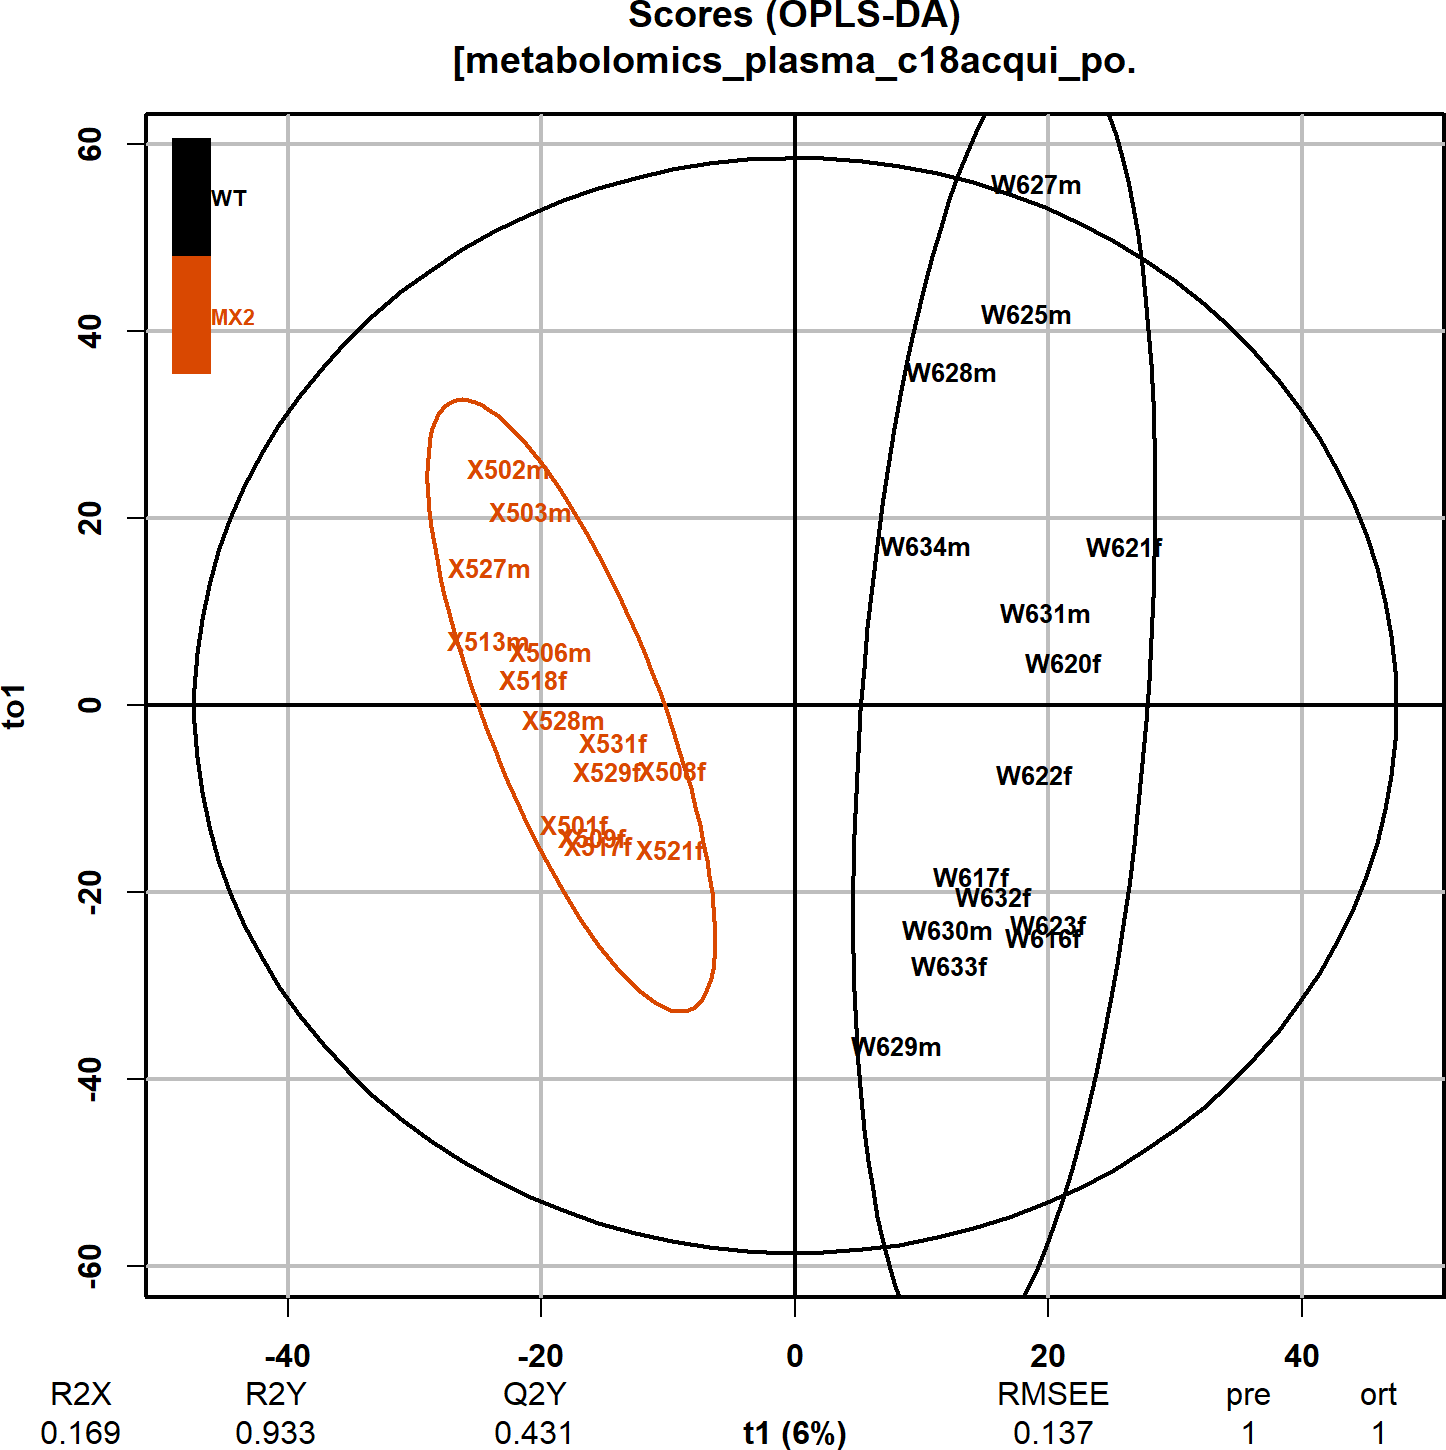 Scores (OPLS-DA)
[metabolomics_plasma_c18acqui_po.
WT
MX2
60
40
20
0
-20
-40
-60
to1
W627m
W625m
W628m
X502m
X503m
W634m
W621f
X527m
W631m
X513m
X506m
W620f
X518f
X528m
X531f
X529f
X508f
W622f
X501f
X509f
X517f
X521f
W617f
W632f
W623f
W630m
W616f
W633f
W629m
-40 -20 0 20 40
R2X R2Y Q2Y RMSEE pre ort
0.169 0.933 0.431 t1 (6%) 0.137 1 1